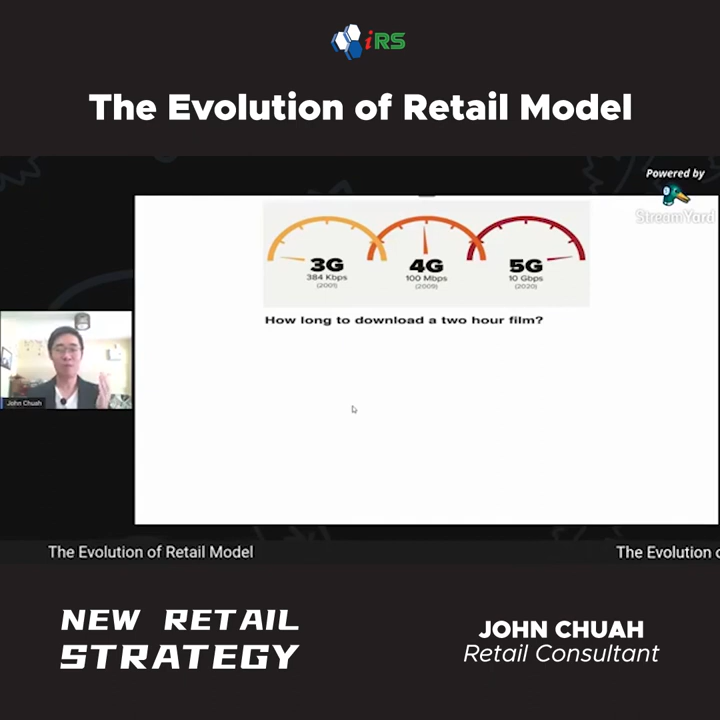 iRS
The Evolution of Retail Model
Powered by
StreamYard
3G
384 Kbps
(2001)
4G
100 Mbps
(2009)
5G
10 Gbps
(2020)
How long to download a two hour film?
John Chuah
The Evolution of Retail Model
The Evolution o
NEW RETAIL
STRATEGY
JOHN CHUAH
Retail Consultant